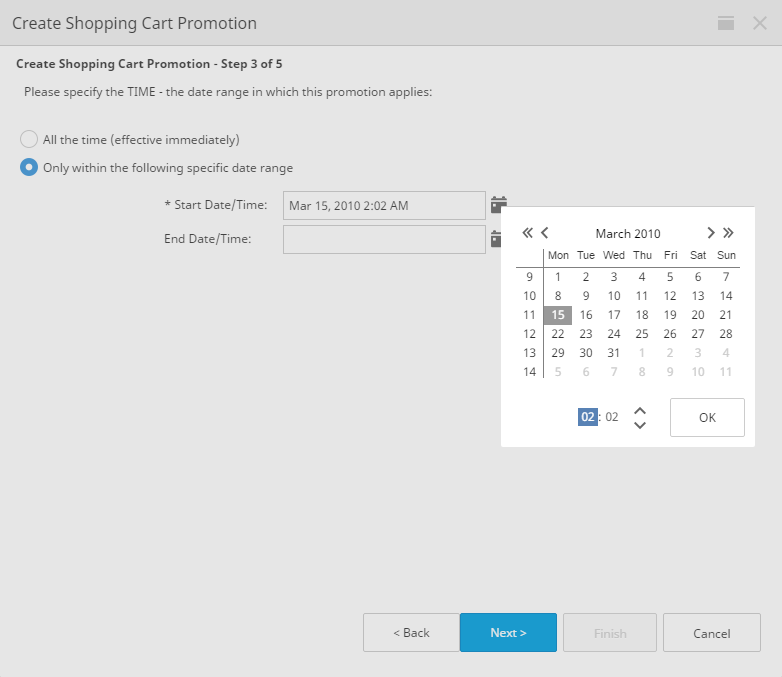 Create Shopping Cart Promotion
Create Shopping Cart Promotion - Step 3 of 5
Please specify the TIME - the date range in which this promotion applies:
All the time (effective immediately)
Only within the following specific date range
* Start Date/Time: Mar 15, 2010 2:02 AM
End Date/Time:
March 2010
Mon Tue Wed Thu Fri Sat Sun
9 1 2 3 4 5 6 7
10 8 9 10 11 12 13 14
11 15 16 17 18 19 20 21
12 22 23 24 25 26 27 28
13 29 30 31 1 2 3 4
14 5 6 7 8 9 10 11
02 : 02 OK
< Back Next > Finish Cancel